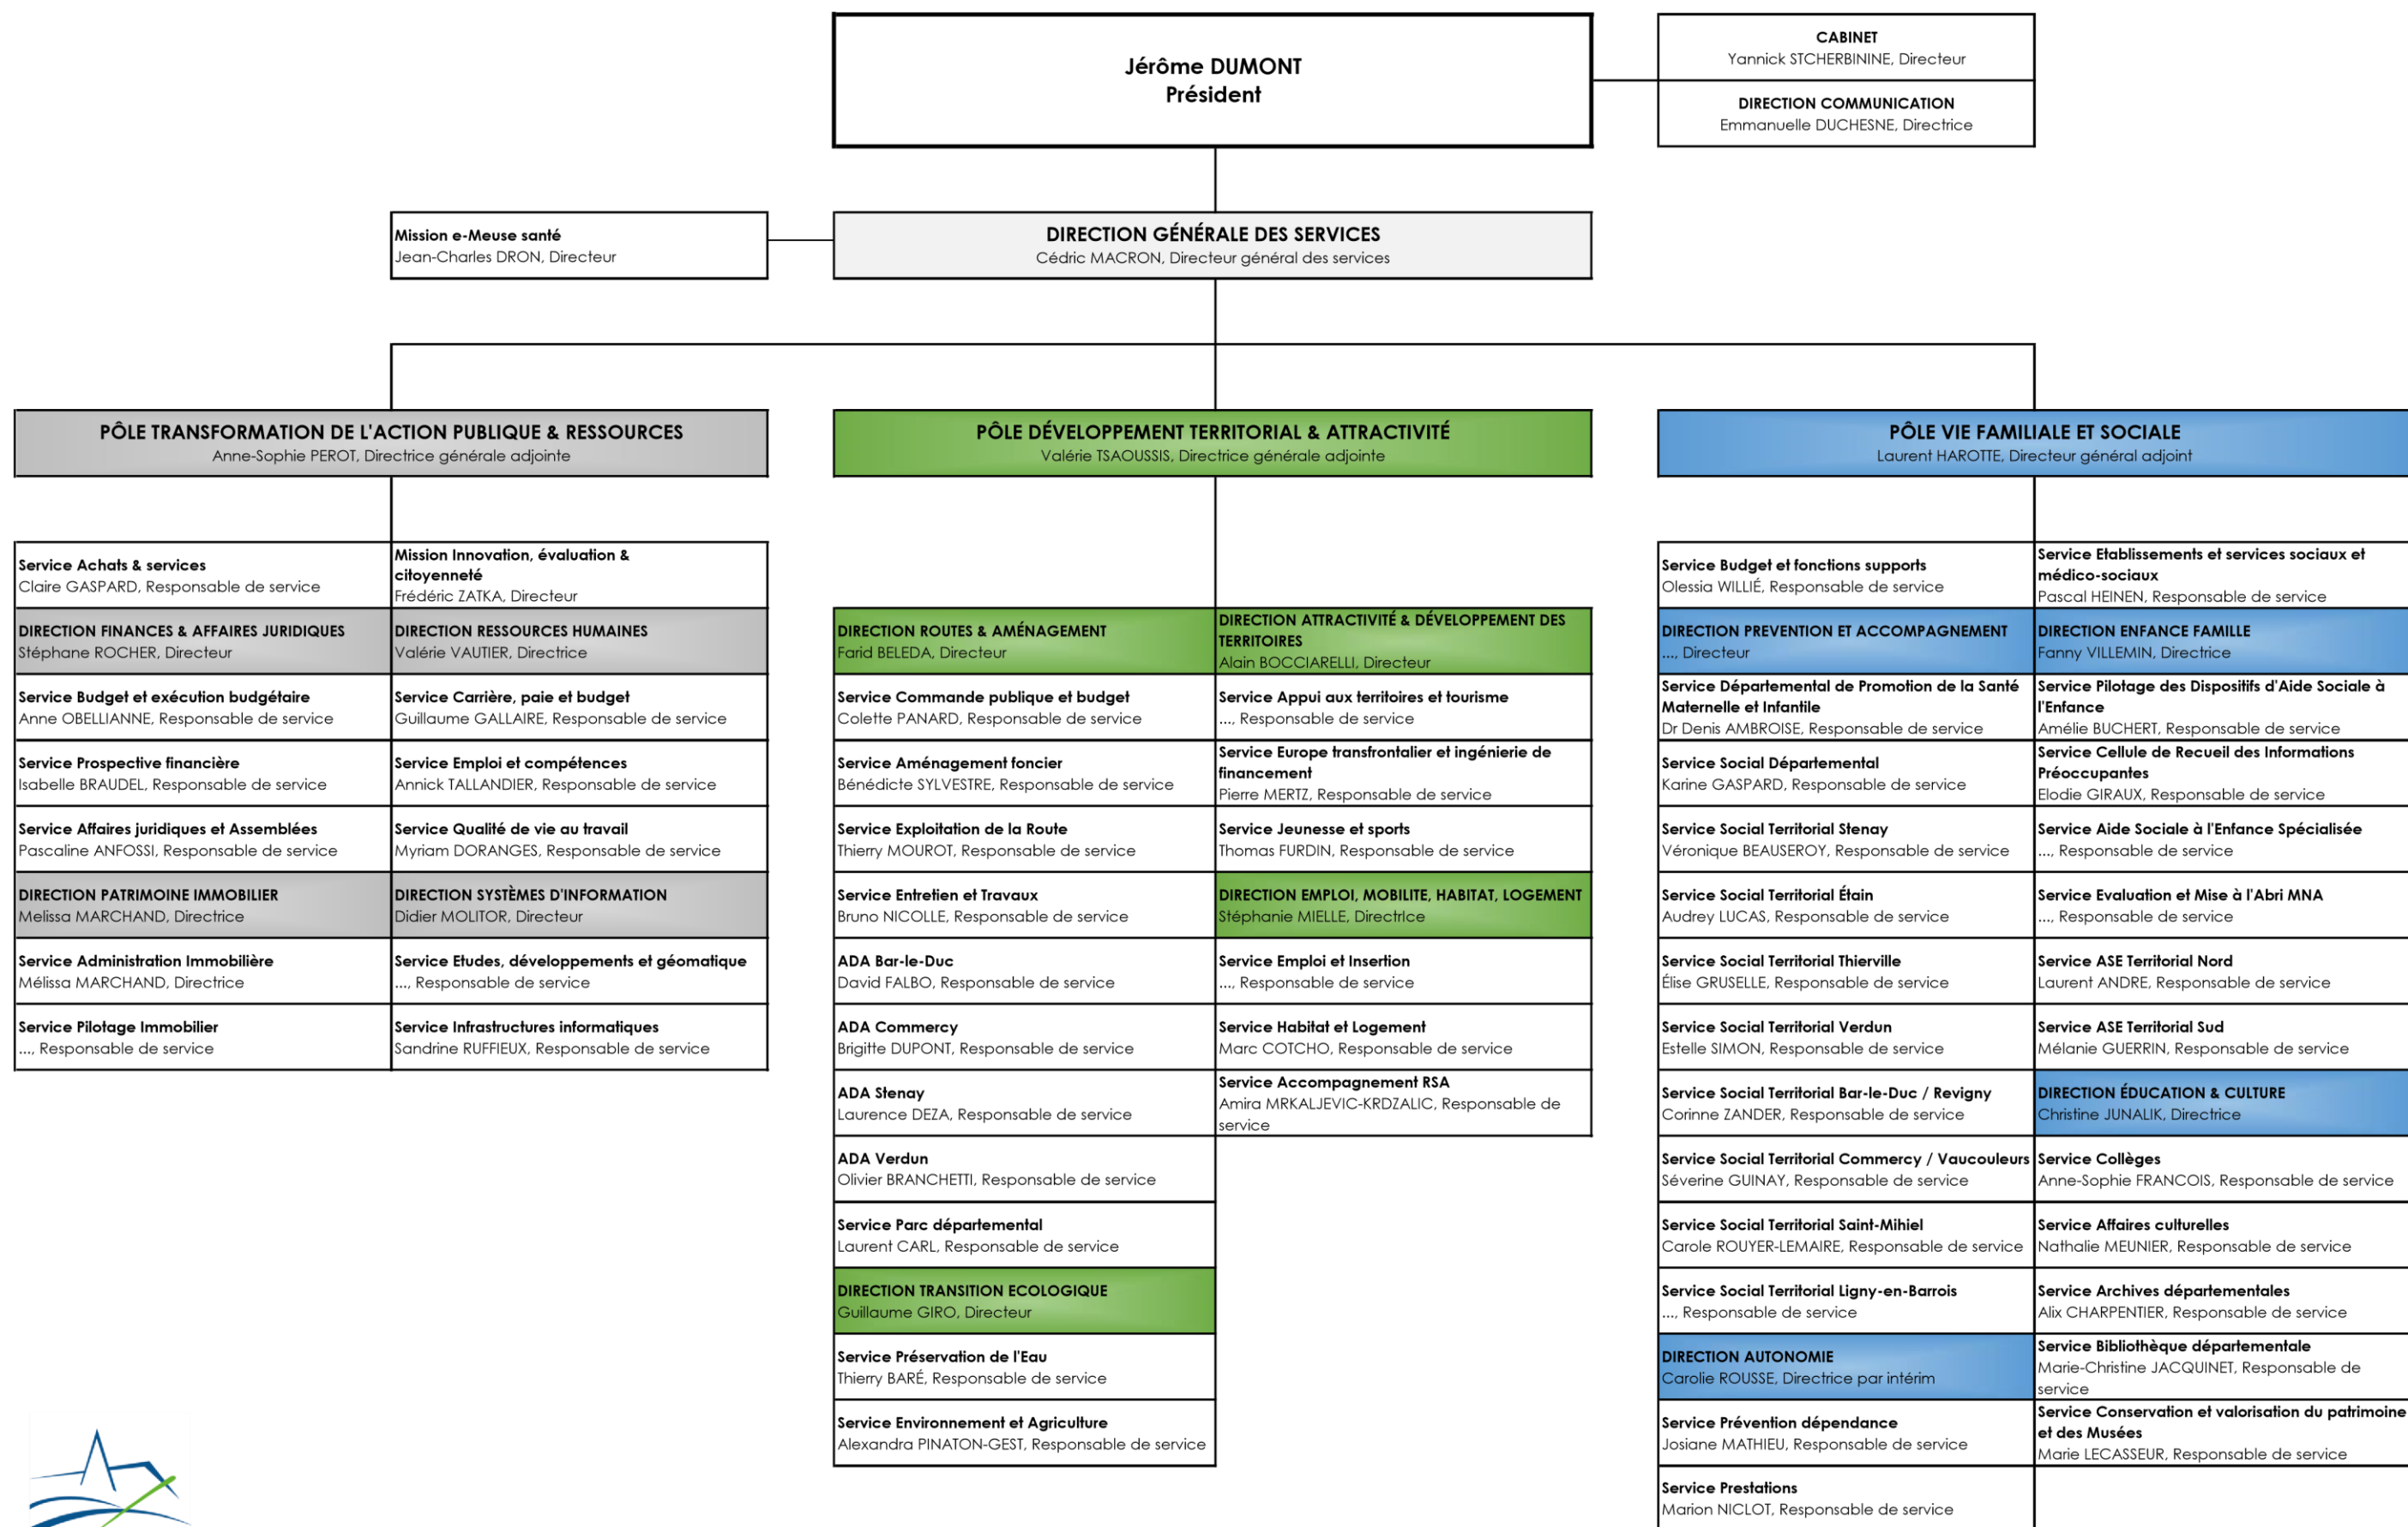 Jérôme DUMONT
Président
CABINET
Yannick STCHERBININE, Directeur
DIRECTION COMMUNICATION
Emmanuelle DUCHESNE, Directrice
Mission e-Meuse santé
Jean-Charles DRON, Directeur
DIRECTION GÉNÉRALE DES SERVICES
Cédric MACRON, Directeur général des services
PÔLE TRANSFORMATION DE L'ACTION PUBLIQUE & RESSOURCES
Anne-Sophie PEROT, Directrice générale adjointe
Service Achats & services
Claire GASPARD, Responsable de service
DIRECTION FINANCES & AFFAIRES JURIDIQUES
Stéphane ROCHER, Directeur
Service Budget et exécution budgétaire
Anne OBELLIANNE, Responsable de service
Service Prospective financière
Isabelle BRAUDEL, Responsable de service
Service Affaires juridiques et Assemblées
Pascaline ANFOSSI, Responsable de service
DIRECTION PATRIMOINE IMMOBILIER
Melissa MARCHAND, Directrice
Service Administration Immobilière
Mélissa MARCHAND, Directrice
Service Pilotage Immobilier
..., Responsable de service
Mission Innovation, évaluation &
citoyenneté
Frédéric ZATKA, Directeur
DIRECTION RESSOURCES HUMAINES
Valérie VAUTIER, Directrice
Service Carrière, paie et budget
Guillaume GALLAIRE, Responsable de service
Service Emploi et compétences
Annick TALLANDIER, Responsable de service
Service Qualité de vie au travail
Myriam DORANGES, Responsable de service
DIRECTION SYSTÈMES D'INFORMATION
Didier MOLITOR, Directeur
Service Etudes, développements et géomatique
..., Responsable de service
Service Infrastructures informatiques
Sandrine RUFFIEUX, Responsable de service
PÔLE DÉVELOPPEMENT TERRITORIAL & ATTRACTIVITÉ
Valérie TSAOUSSIS, Directrice générale adjointe
DIRECTION ROUTES & AMÉNAGEMENT
Farid BELEDA, Directeur
Service Commande publique et budget
Colette PANARD, Responsable de service
Service Aménagement foncier
Bénédicte SYLVESTRE, Responsable de service
Service Exploitation de la Route
Thierry MOUROT, Responsable de service
Service Entretien et Travaux
Bruno NICOLLE, Responsable de service
ADA Bar-le-Duc
David FALBO, Responsable de service
ADA Commercy
Brigitte DUPONT, Responsable de service
ADA Stenay
Laurence DEZA, Responsable de service
ADA Verdun
Olivier BRANCHETTI, Responsable de service
Service Parc départemental
Laurent CARL, Responsable de service
DIRECTION TRANSITION ECOLOGIQUE
Guillaume GIRO, Directeur
Service Préservation de l'Eau
Thierry BARÉ, Responsable de service
Service Environnement et Agriculture
Alexandra PINATON-GEST, Responsable de service
DIRECTION ATTRACTIVITÉ & DÉVELOPPEMENT DES
TERRITOIRES
Alain BOCCIARELLI, Directeur
Service Appui aux territoires et tourisme
..., Responsable de service
Service Europe transfrontalier et ingénierie de
financement
Pierre MERTZ, Responsable de service
Service Jeunesse et sports
Thomas FURDIN, Responsable de service
DIRECTION EMPLOI, MOBILITE, HABITAT, LOGEMENT
Stéphanie MIELLE, Directrice
Service Emploi et Insertion
..., Responsable de service
Service Habitat et Logement
Marc COTCHO, Responsable de service
Service Accompagnement RSA
Amira MRKALJEVIC-KRDZALIC, Responsable de
service
PÔLE VIE FAMILIALE ET SOCIALE
Laurent HAROTTE, Directeur général adjoint
Service Budget et fonctions supports
Olessia WILLIÉ, Responsable de service
DIRECTION PREVENTION ET ACCOMPAGNEMENT
..., Directeur
Service Départemental de Promotion de la Santé
Maternelle et Infantile
Dr Denis AMBROISE, Responsable de service
Service Social Départemental
Karine GASPARD, Responsable de service
Service Social Territorial Stenay
Véronique BEAUSEROY, Responsable de service
Service Social Territorial Étain
Audrey LUCAS, Responsable de service
Service Social Territorial Thierville
Élise GRUSELLE, Responsable de service
Service Social Territorial Verdun
Estelle SIMON, Responsable de service
Service Social Territorial Bar-le-Duc / Revigny
Corinne ZANDER, Responsable de service
Service Social Territorial Commercy / Vaucouleurs
Séverine GUINAY, Responsable de service
Service Social Territorial Saint-Mihiel
Carole ROUYER-LEMAIRE, Responsable de service
Service Social Territorial Ligny-en-Barrois
..., Responsable de service
DIRECTION AUTONOMIE
Carolie ROUSSE, Directrice par intérim
Service Prévention dépendance
Josiane MATHIEU, Responsable de service
Service Prestations
Marion NICLOT, Responsable de service
Service Etablissements et services sociaux et
médico-sociaux
Pascal HEINEN, Responsable de service
DIRECTION ENFANCE FAMILLE
Fanny VILLEMIN, Directrice
Service Pilotage des Dispositifs d'Aide Sociale à
l'Enfance
Amélie BUCHERT, Responsable de service
Service Cellule de Recueil des Informations
Préoccupantes
Elodie GIRAUX, Responsable de service
Service Aide Sociale à l'Enfance Spécialisée
..., Responsable de service
Service Evaluation et Mise à l'Abri MNA
..., Responsable de service
Service ASE Territorial Nord
Laurent ANDRE, Responsable de service
Service ASE Territorial Sud
Mélanie GUERRIN, Responsable de service
DIRECTION ÉDUCATION & CULTURE
Christine JUNALIK, Directrice
Service Collèges
Anne-Sophie FRANCOIS, Responsable de service
Service Affaires culturelles
Nathalie MEUNIER, Responsable de service
Service Archives départementales
Alix CHARPENTIER, Responsable de service
Service Bibliothèque départementale
Marie-Christine JACQUINET, Responsable de
service
Service Conservation et valorisation du patrimoine
et des Musées
Marie LECASSEUR, Responsable de service